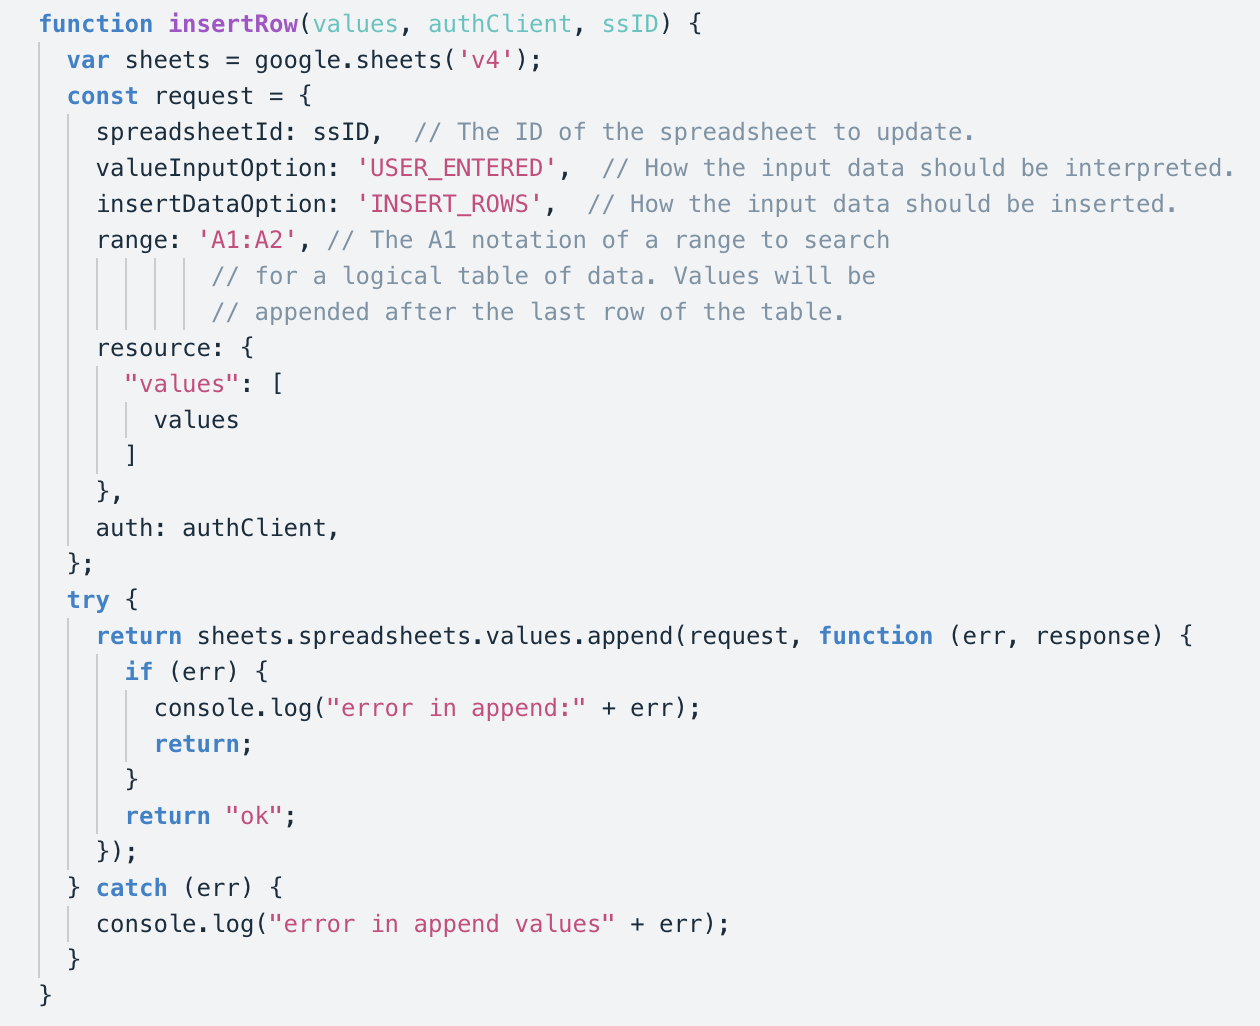 function insertRow(values, authClient, ssID) {
  var sheets = google.sheets('v4');
  const request = {
    spreadsheetId: ssID,  // The ID of the spreadsheet to update.
    valueInputOption: 'USER_ENTERED',  // How the input data should be interpreted.
    insertDataOption: 'INSERT_ROWS',  // How the input data should be inserted.
    range: 'A1:A2', // The A1 notation of a range to search
            // for a logical table of data. Values will be
            // appended after the last row of the table.
    resource: {
      "values": [
        values
      ]
    },
    auth: authClient,
  };
  try {
    return sheets.spreadsheets.values.append(request, function (err, response) {
      if (err) {
        console.log("error in append:" + err);
        return;
      }
      return "ok";
    });
  } catch (err) {
    console.log("error in append values" + err);
  }
}